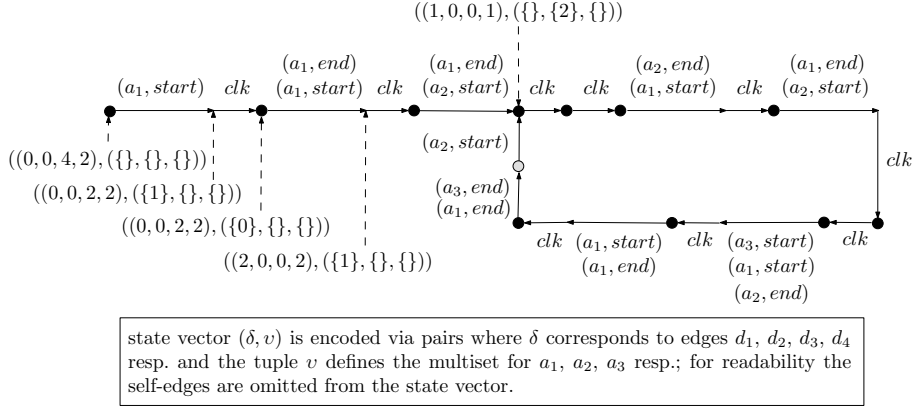 ((1, 0, 0, 1), ({}, {2}, {}))
(a₁, end) (a₁, end) (a₂, end) (a₁, end)
(a₁, start) clk (a₁, start) clk (a₂, start) clk clk (a₁, start) clk (a₂, start)
(a₂, start)
clk
((0, 0, 4, 2), ({}, {}, {}))
((0, 0, 2, 2), ({1}, {}, {}))
(a₃, end)
(a₁, end)
((0, 0, 2, 2), ({0}, {}, {}))
clk (a₁, start) clk (a₃, start) clk
((2, 0, 0, 2), ({1}, {}, {}))
(a₁, end) (a₁, start)
(a₂, end)
state vector (δ, υ) is encoded via pairs where δ corresponds to edges d₁, d₂, d₃, d₄
resp. and the tuple υ defines the multiset for a₁, a₂, a₃ resp.; for readability the
self-edges are omitted from the state vector.